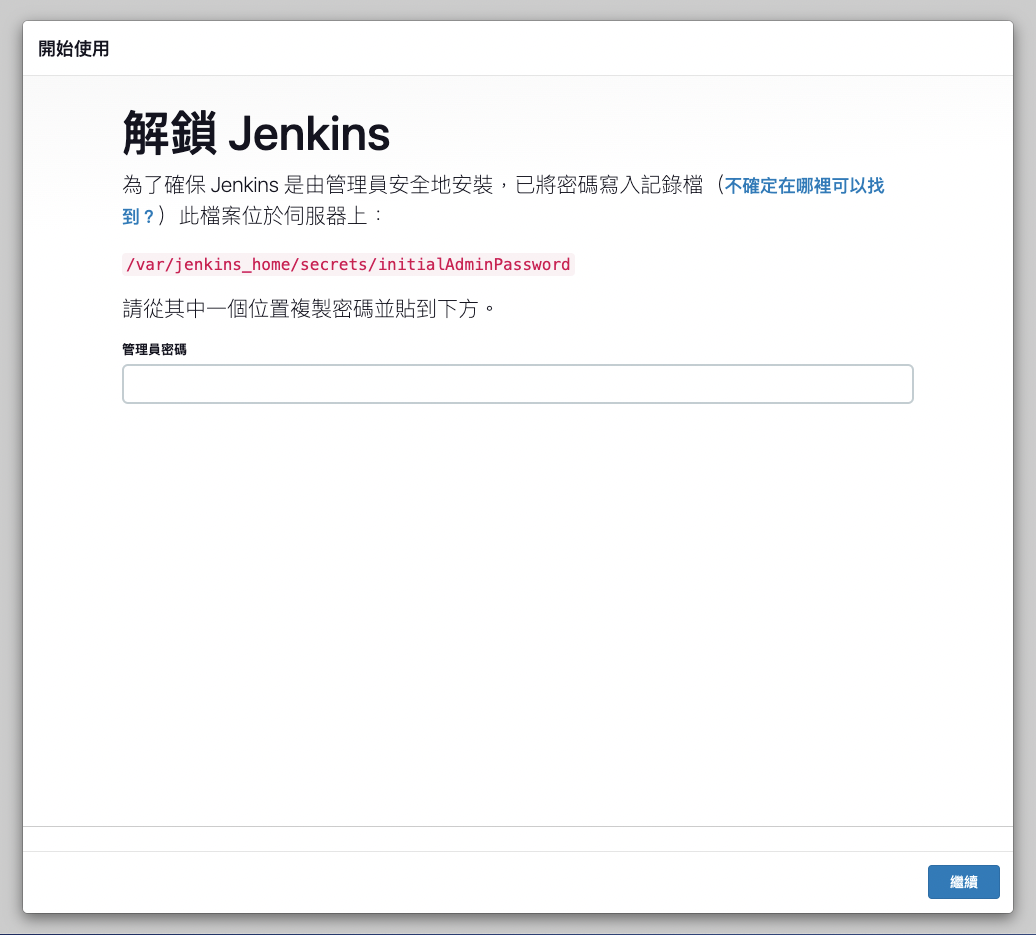 開始使用
解鎖 Jenkins
為了確保 Jenkins 是由管理員安全地安裝，已將密碼寫入記錄檔（不確定在哪裡可以找
到？）此檔案位於伺服器上：
/var/jenkins_home/secrets/initialAdminPassword
請從其中一個位置複製密碼並貼到下方。
管理員密碼
繼續